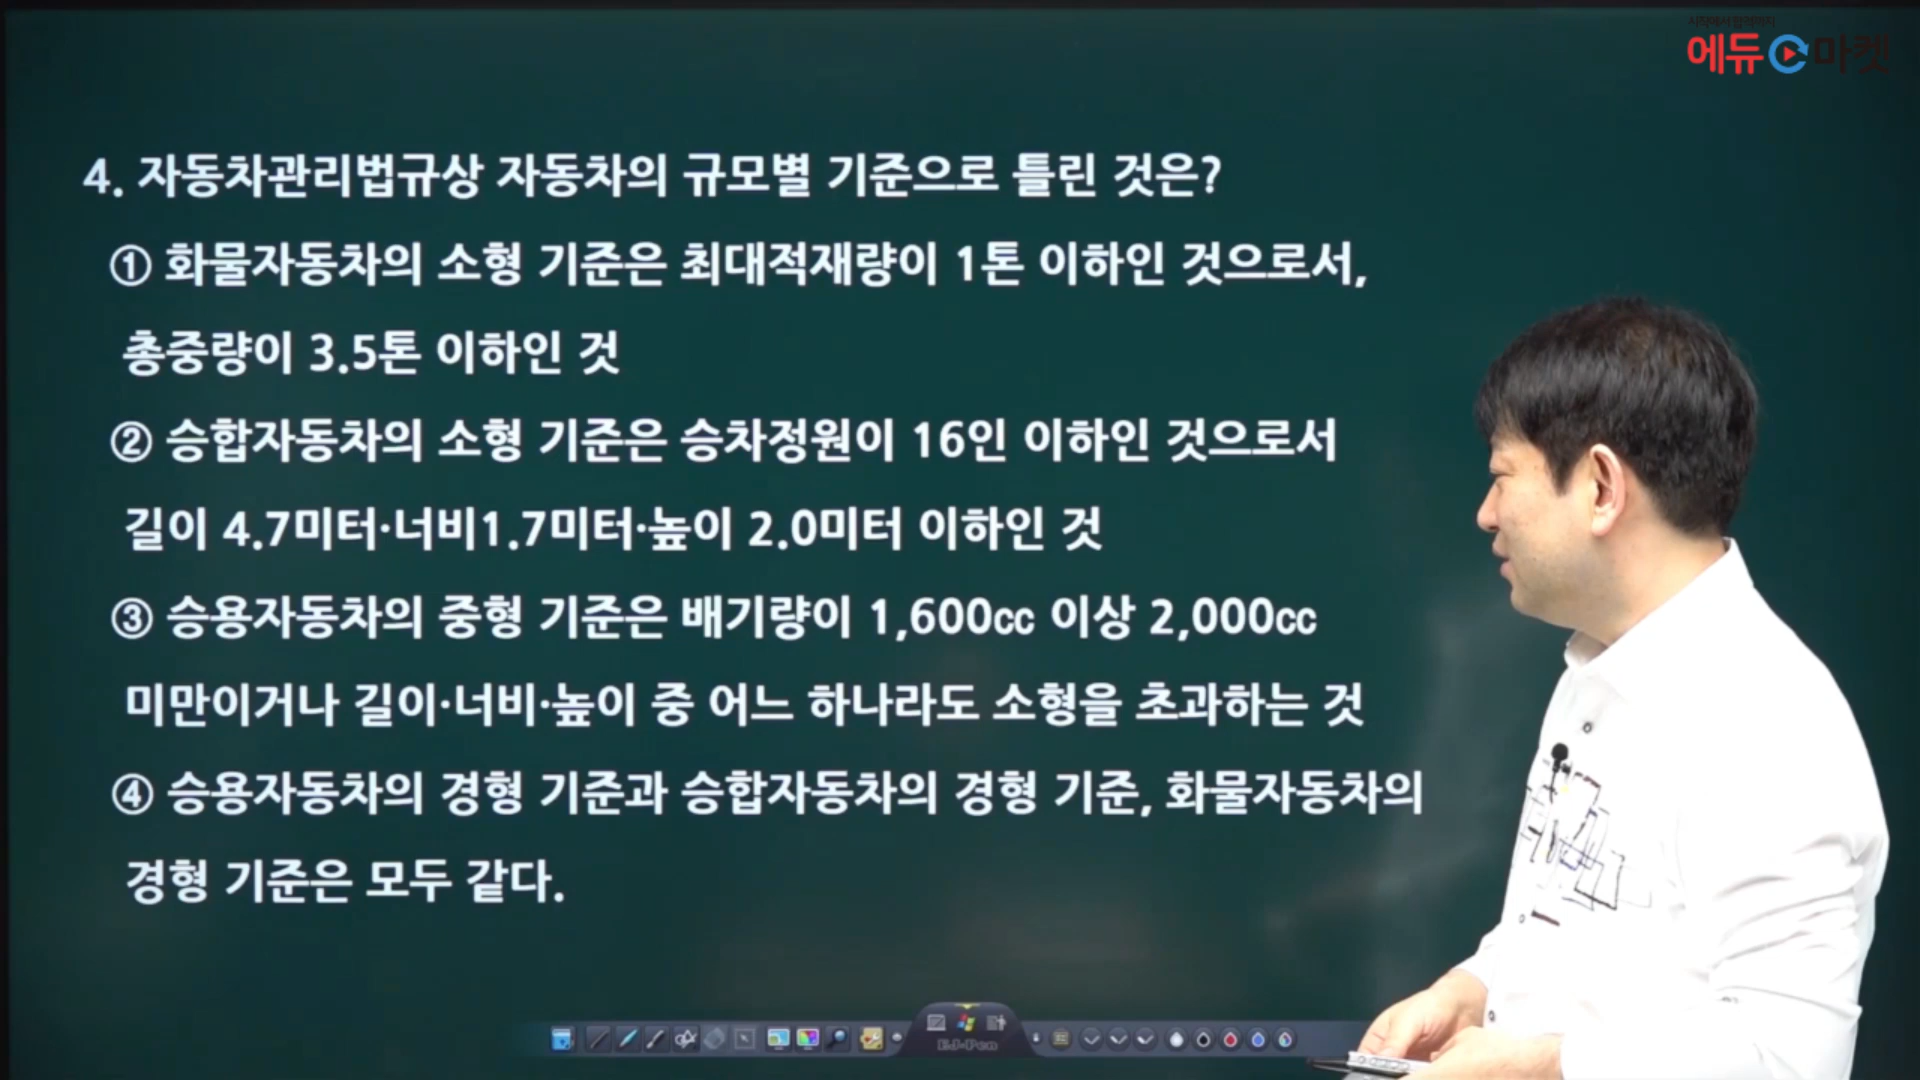 시작에서 합격까지
에듀 마켓
4. 자동차관리법규상 자동차의 규모별 기준으로 틀린 것은?
① 화물자동차의 소형 기준은 최대적재량이 1톤 이하인 것으로서,
총중량이 3.5톤 이하인 것
② 승합자동차의 소형 기준은 승차정원이 16인 이하인 것으로서
길이 4.7미터·너비1.7미터·높이 2.0미터 이하인 것
③ 승용자동차의 중형 기준은 배기량이 1,600cc 이상 2,000cc
미만이거나 길이·너비·높이 중 어느 하나라도 소형을 초과하는 것
④ 승용자동차의 경형 기준과 승합자동차의 경형 기준, 화물자동차의
경형 기준은 모두 같다.
EJ-Pen